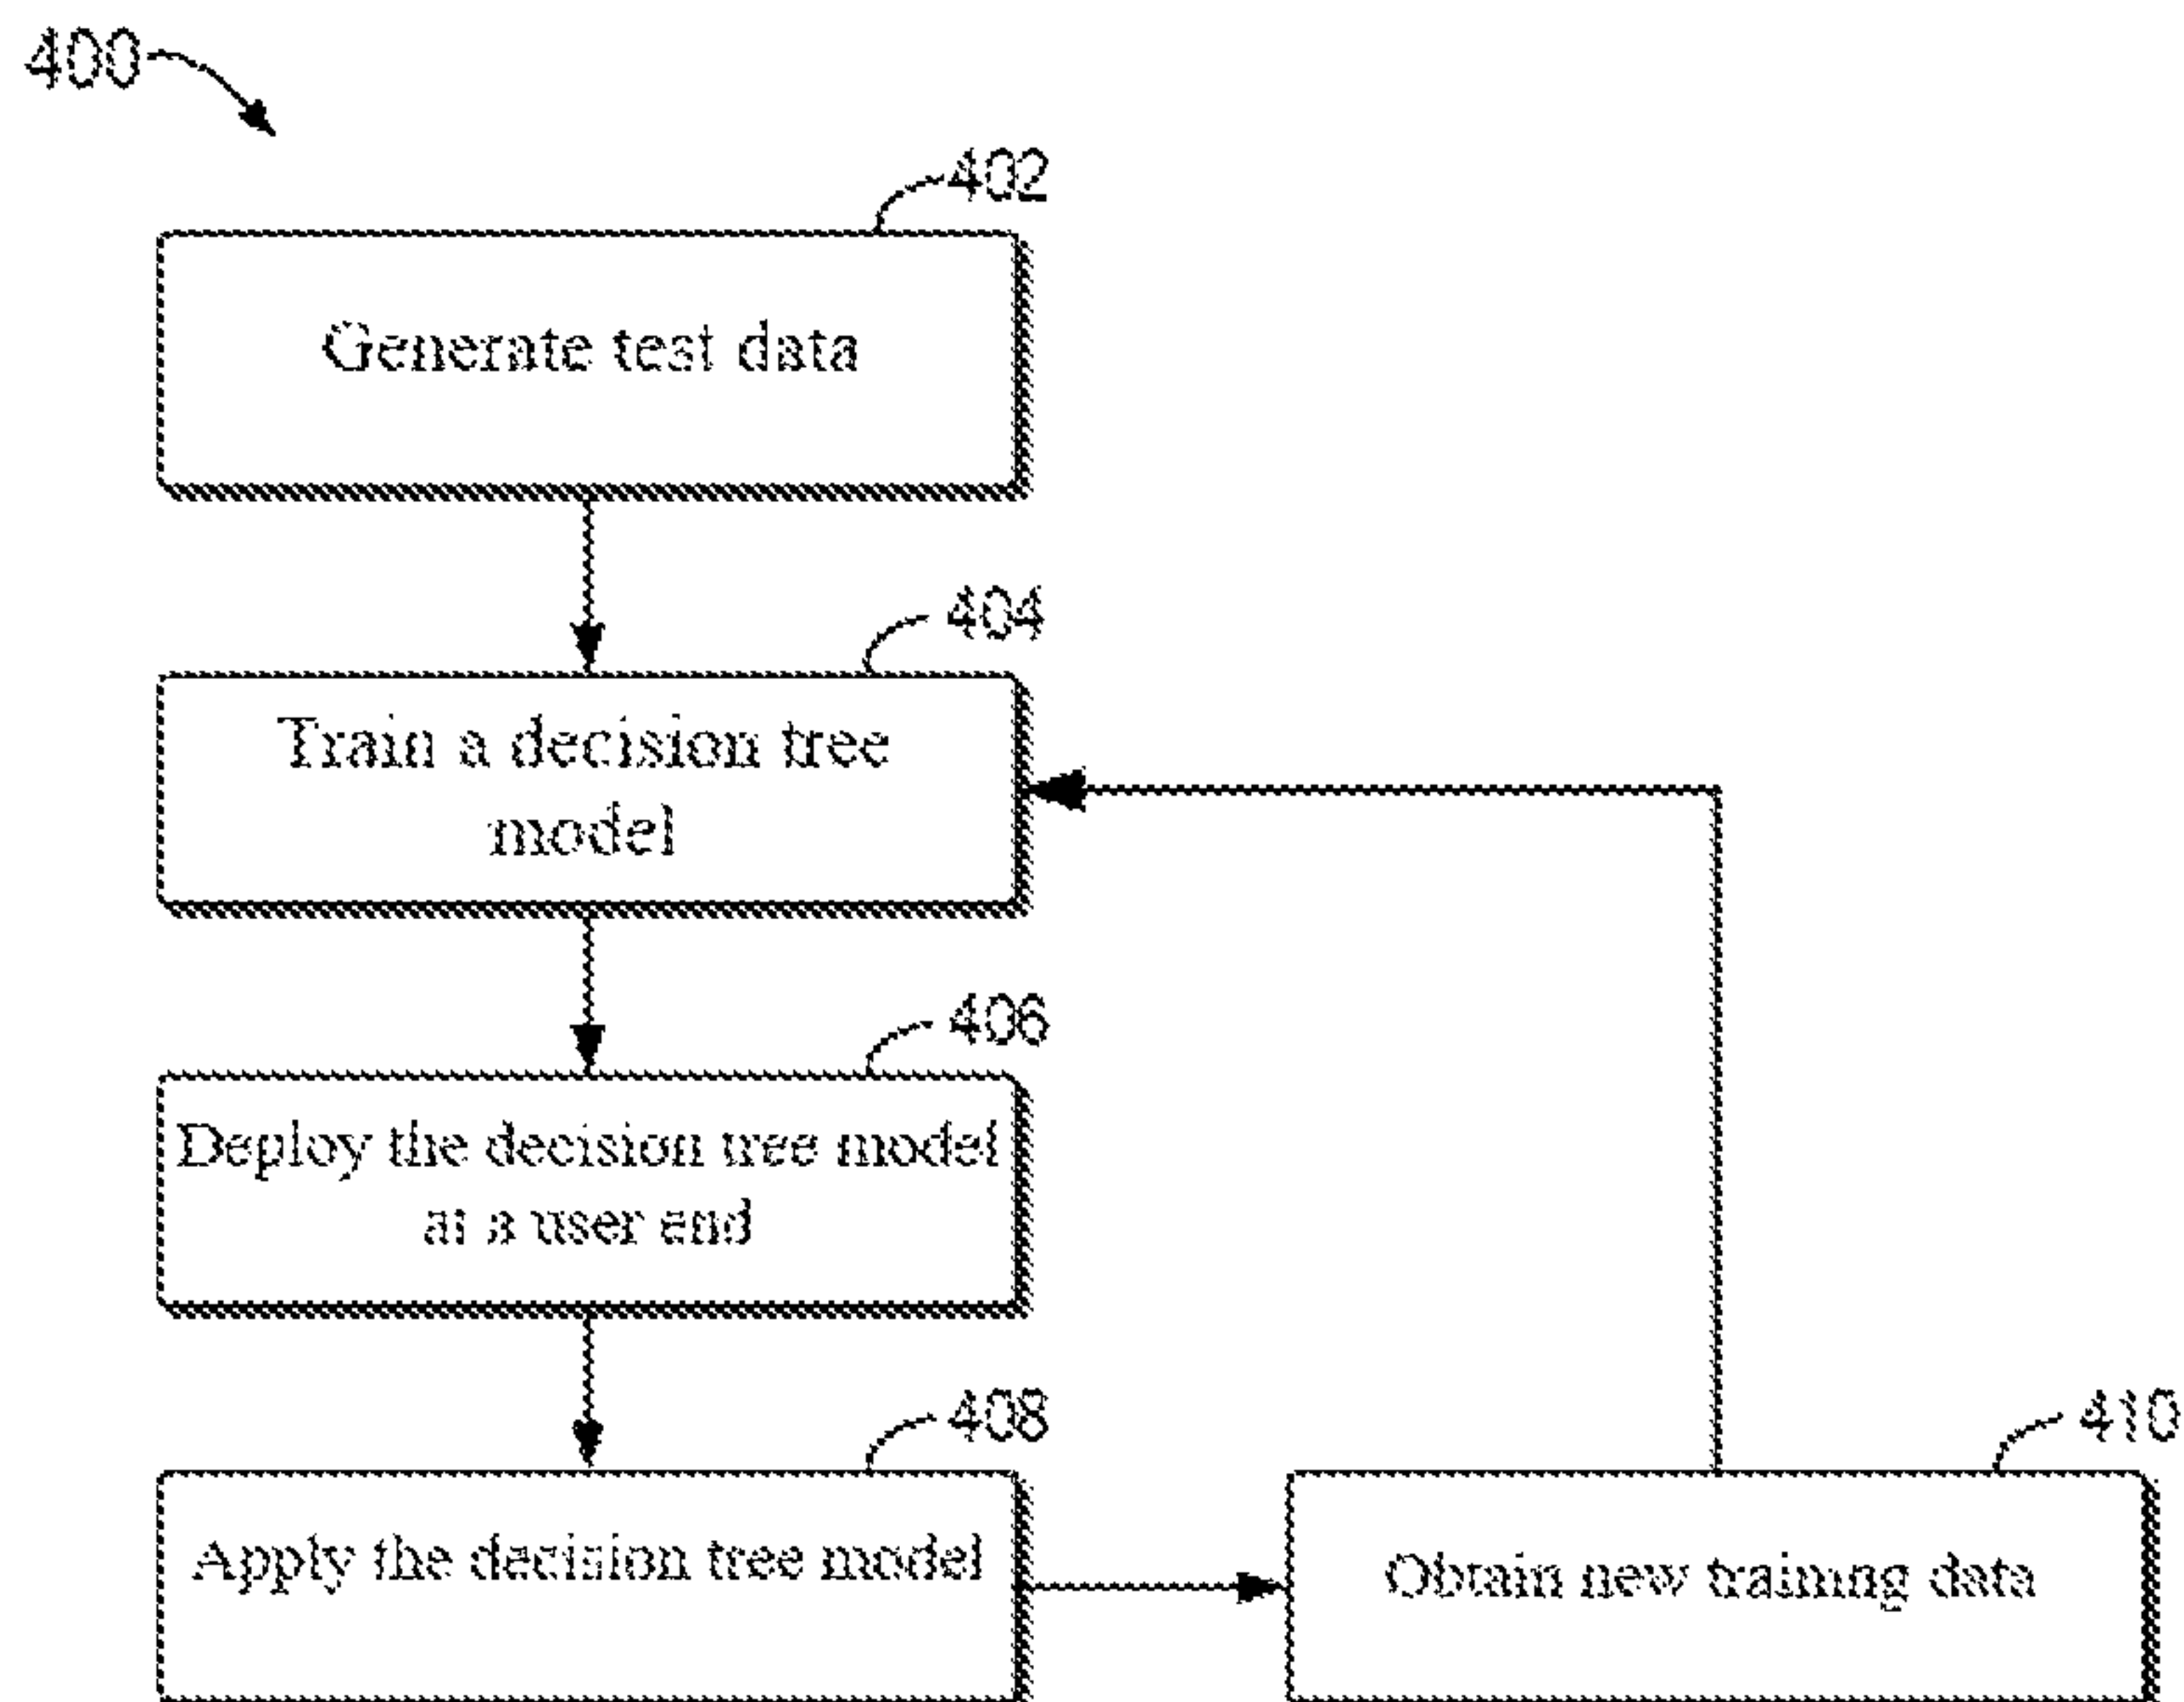 400
402
Generate test data
404
Train a decision tree
model
406
Deploy the decision tree model
at a user end
408
Apply the decision tree model
410
Obtain new training data